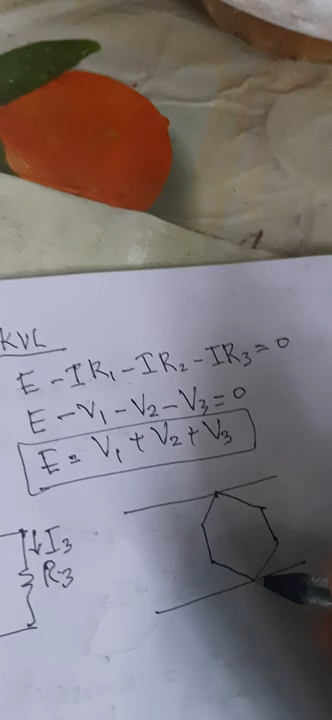 KVL
E - IR₁ - IR₂ - IR₃ = 0
E - V₁ - V₂ - V₃ = 0
E = V₁ + V₂ + V₃
↓I₃
R₃